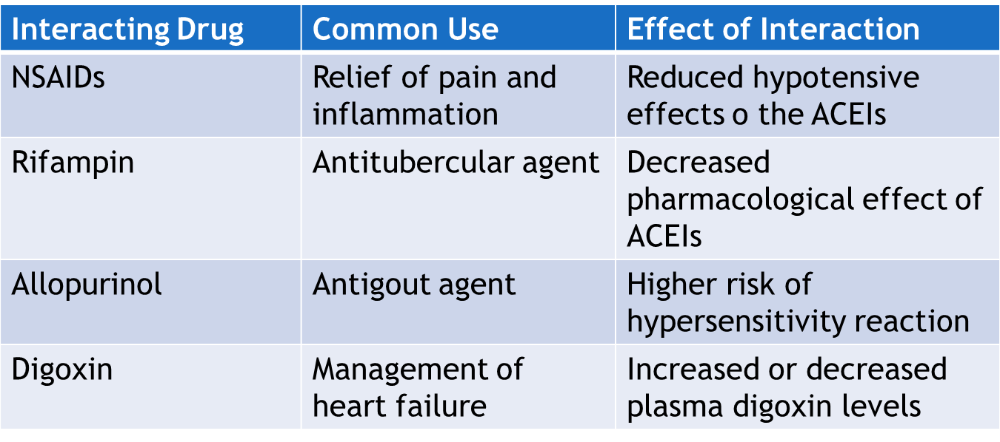 Interacting Drug
Common Use
Effect of Interaction
NSAIDs
Relief of pain and
inflammation
Reduced hypotensive
effects o the ACEIs
Rifampin
Antitubercular agent
Decreased
pharmacological effect of
ACEIs
Allopurinol
Antigout agent
Higher risk of
hypersensitivity reaction
Digoxin
Management of
heart failure
Increased or decreased
plasma digoxin levels